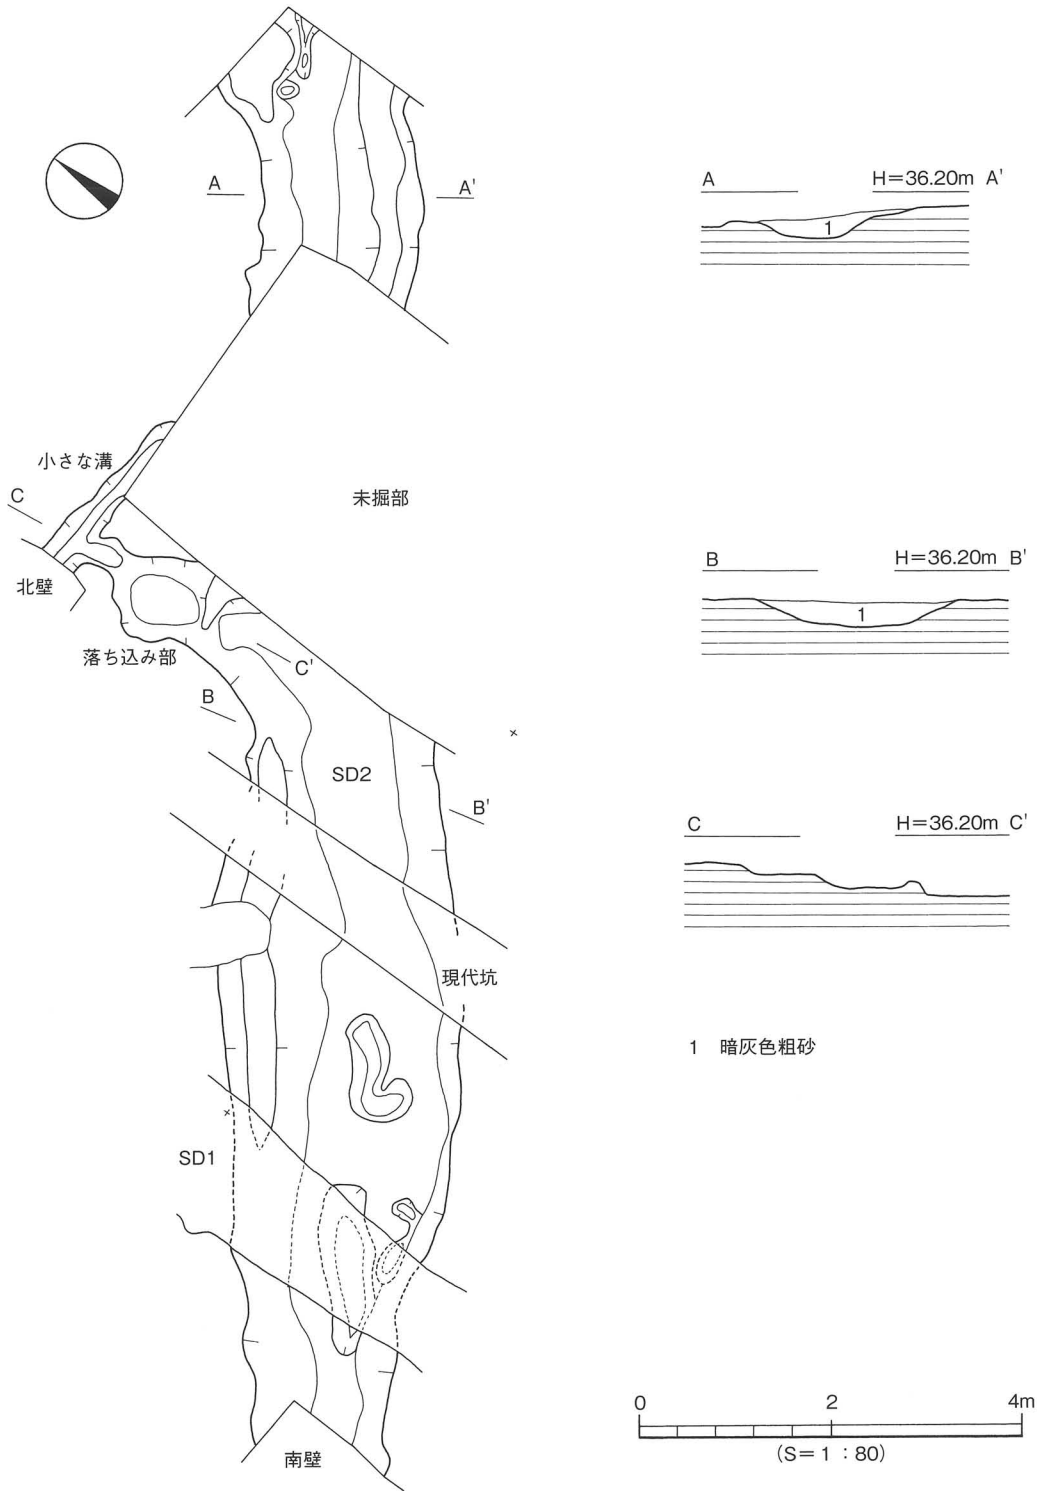 A
A'
A
H=36.20m A'
1
小さな溝
C
未掘部
北壁
落ち込み部
C'
B
SD2
B'
B
H=36.20m B'
1
C
H=36.20m C'
現代坑
1 暗灰色粗砂
SD1
南壁
0 2 4m
(S=1:80)